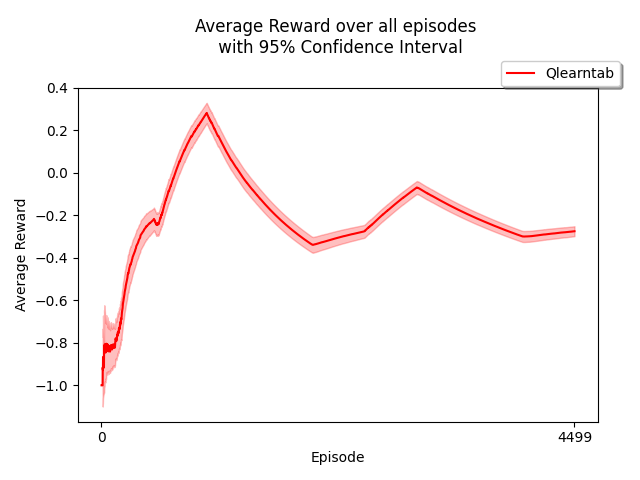 Average Reward over all episodes
with 95% Confidence Interval
Qlearntab
0.4
0.2
0.0
−0.2
−0.4
−0.6
−0.8
−1.0
Average Reward
0
4499
Episode